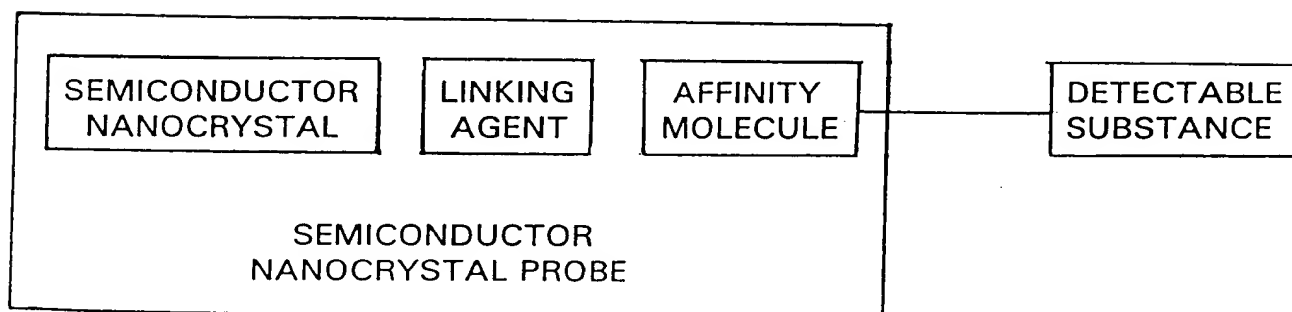 SEMICONDUCTOR
NANOCRYSTAL
LINKING
AGENT
AFFINITY
MOLECULE
DETECTABLE
SUBSTANCE
SEMICONDUCTOR
NANOCRYSTAL PROBE